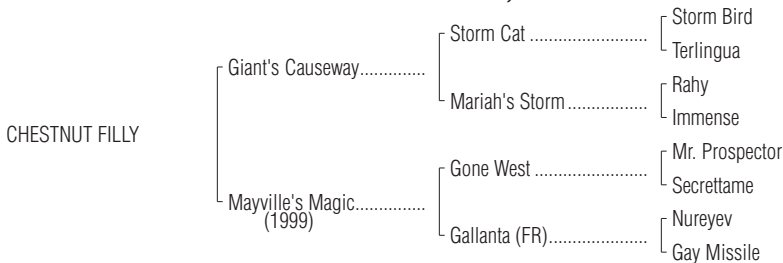 Storm Bird
Storm Cat ........................
Terlingua
Giant's Causeway..............
Rahy
Mariah's Storm .................
Immense
CHESTNUT FILLY
Mr. Prospector
Gone West .......................
Secrettame
Mayville's Magic...............
(1999)
Nureyev
Gallanta (FR)....................
Gay Missile